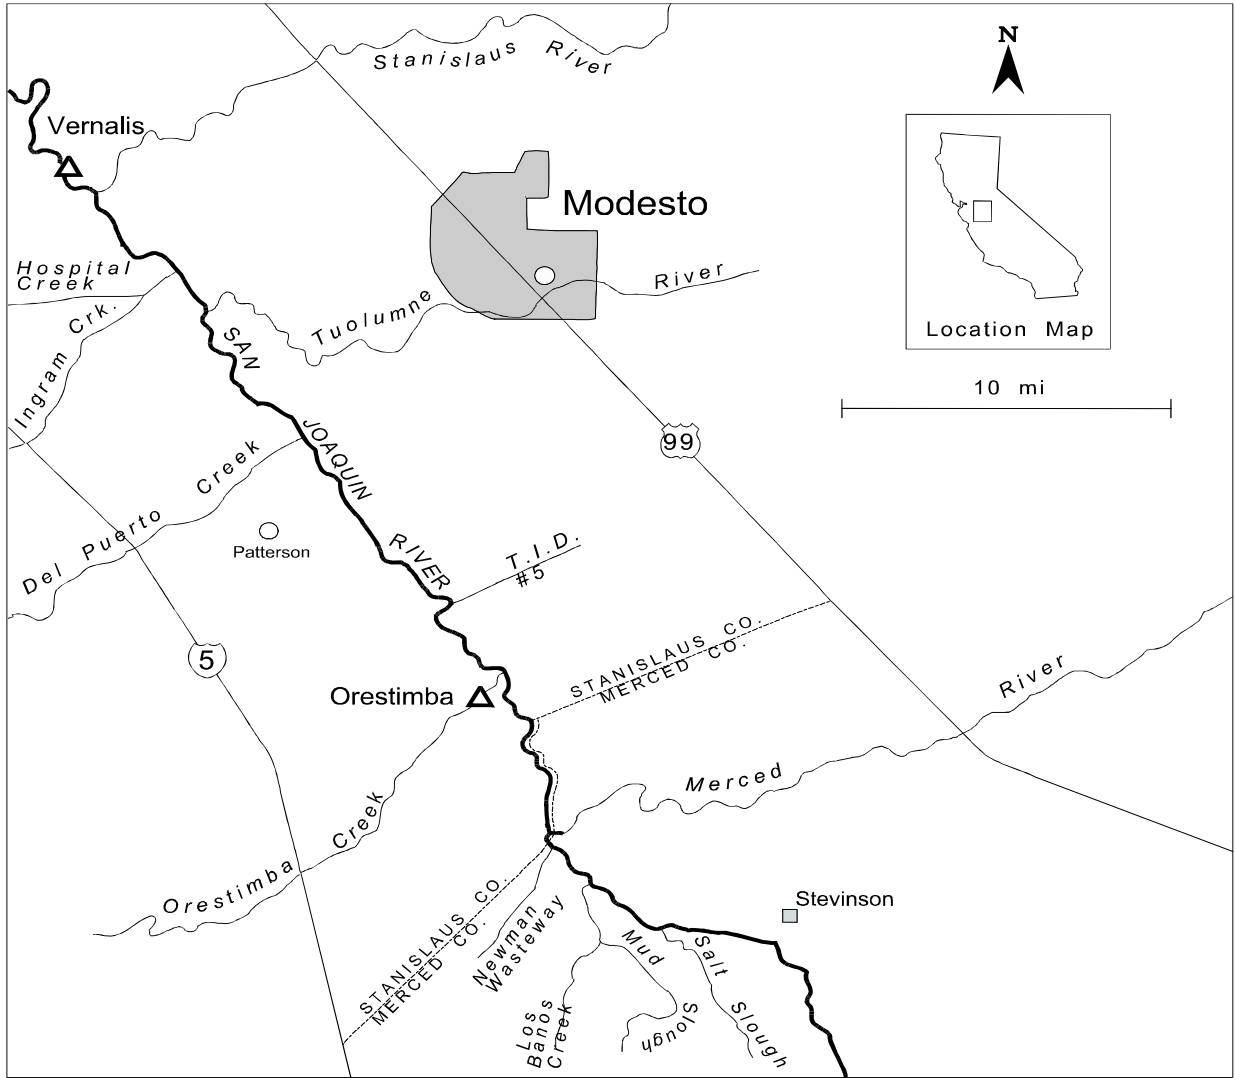 Stanislaus River
N
Vernalis
Modesto
Hospital
Creek
River
Tuolumne
Ingram Crk.
Location Map
10 mi
SAN
JOAQUIN
RIVER
99
Del Puerto Creek
Patterson
T.I.D.
#5
STANISLAUS CO.
MERCED CO.
5
Orestimba
Merced River
Orestimba Creek
Stevinson
STANISLAUS CO.
MERCED CO.
Newman
Wasteway
Mud
Slough
Salt Slough
Los
Banos
Creek